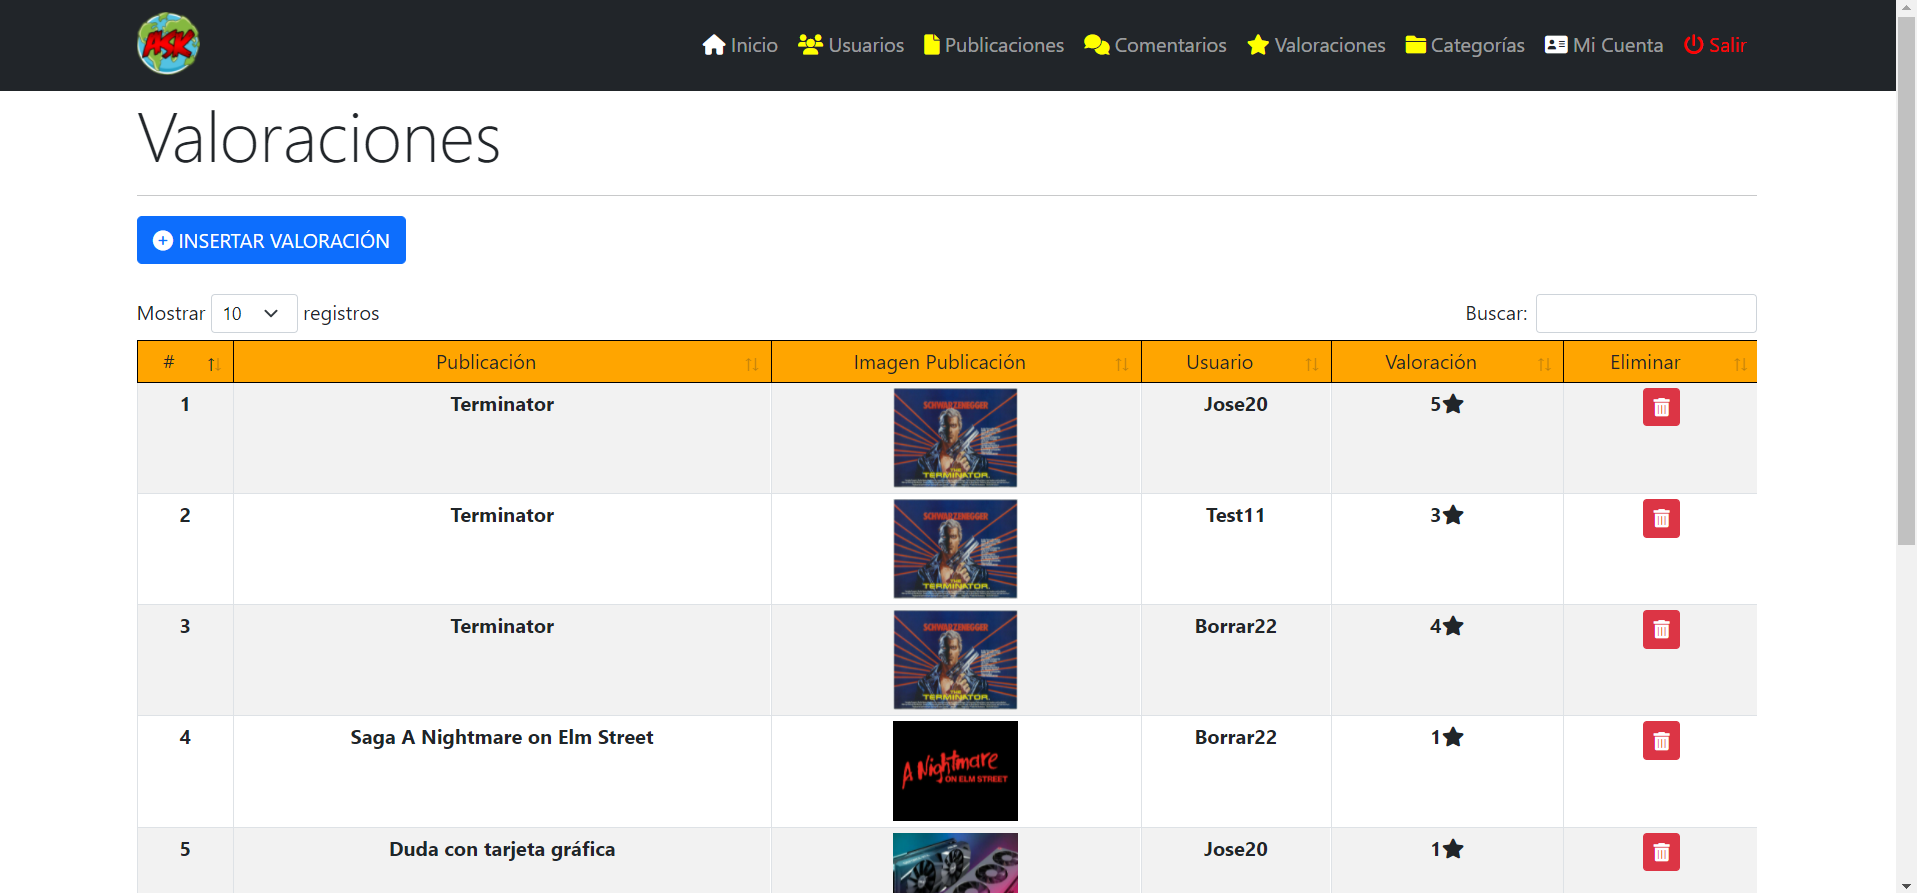 ASK
Inicio Usuarios Publicaciones Comentarios Valoraciones Categorías Mi Cuenta Salir
Valoraciones
INSERTAR VALORACIÓN
Mostrar 10 registros Buscar:
# Publicación Imagen Publicación Usuario Valoración Eliminar
1 Terminator SCHWARZENEGGER THE TERMINATOR Jose20 5
2 Terminator SCHWARZENEGGER THE TERMINATOR Test11 3
3 Terminator SCHWARZENEGGER THE TERMINATOR Borrar22 4
4 Saga A Nightmare on Elm Street A Nightmare ON ELM STREET Borrar22 1
5 Duda con tarjeta gráfica Jose20 1